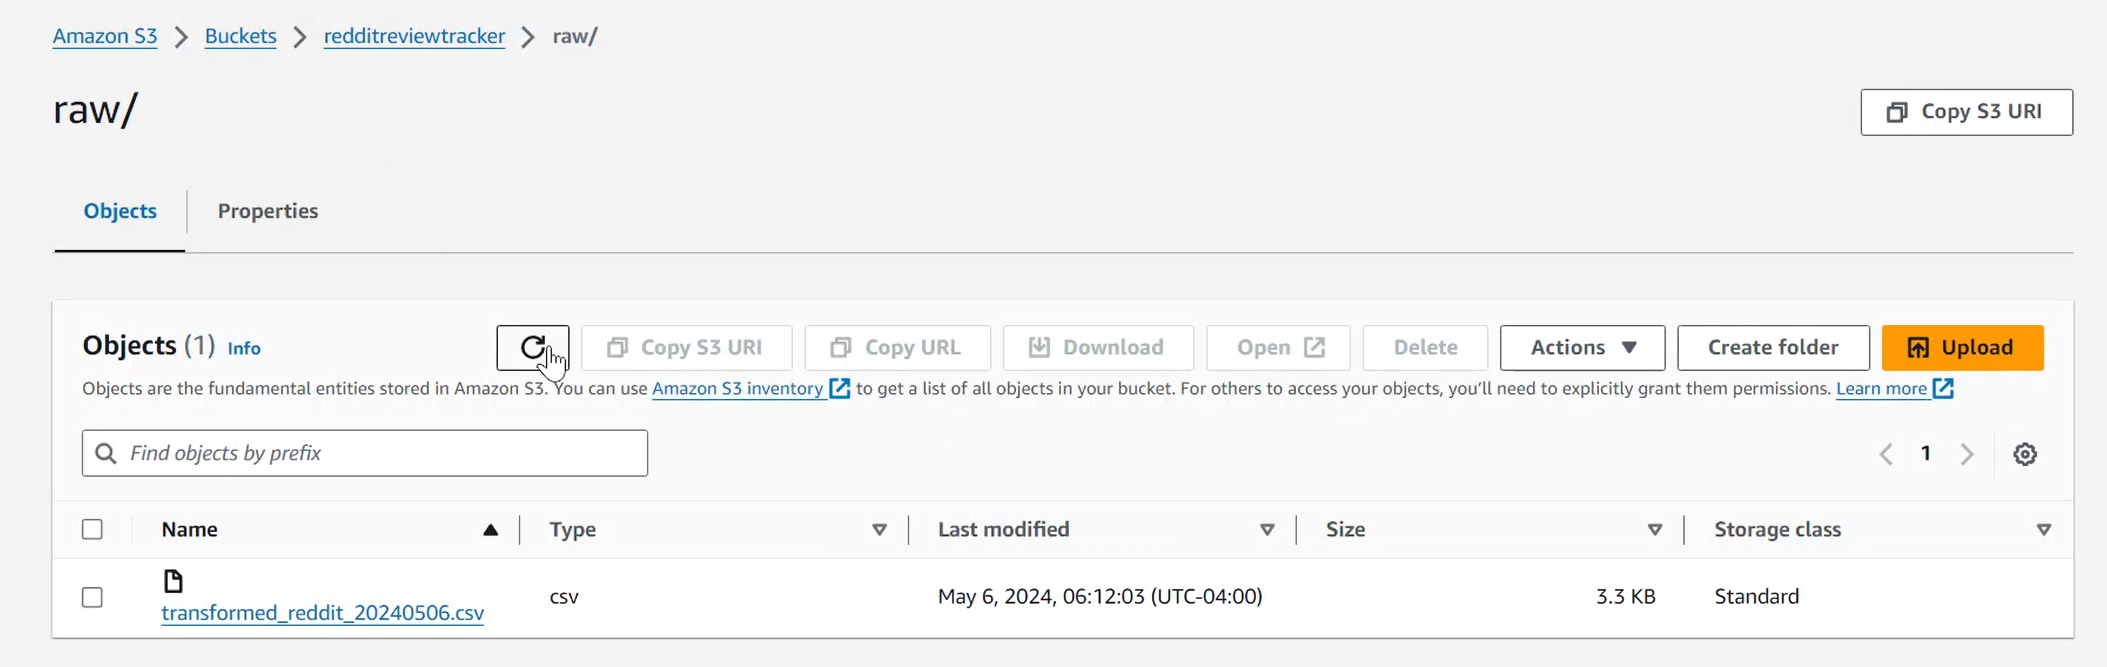 Amazon S3 > Buckets > redditreviewtracker > raw/
raw/
Copy S3 URI
Objects
Properties
Objects (1) Info
Copy S3 URI
Copy URL
Download
Open
Delete
Actions
Create folder
Upload
Objects are the fundamental entities stored in Amazon S3. You can use Amazon S3 inventory to get a list of all objects in your bucket. For others to access your objects, you'll need to explicitly grant them permissions. Learn more
Find objects by prefix
1
Name
Type
Last modified
Size
Storage class
transformed_reddit_20240506.csv
csv
May 6, 2024, 06:12:03 (UTC-04:00)
3.3 KB
Standard